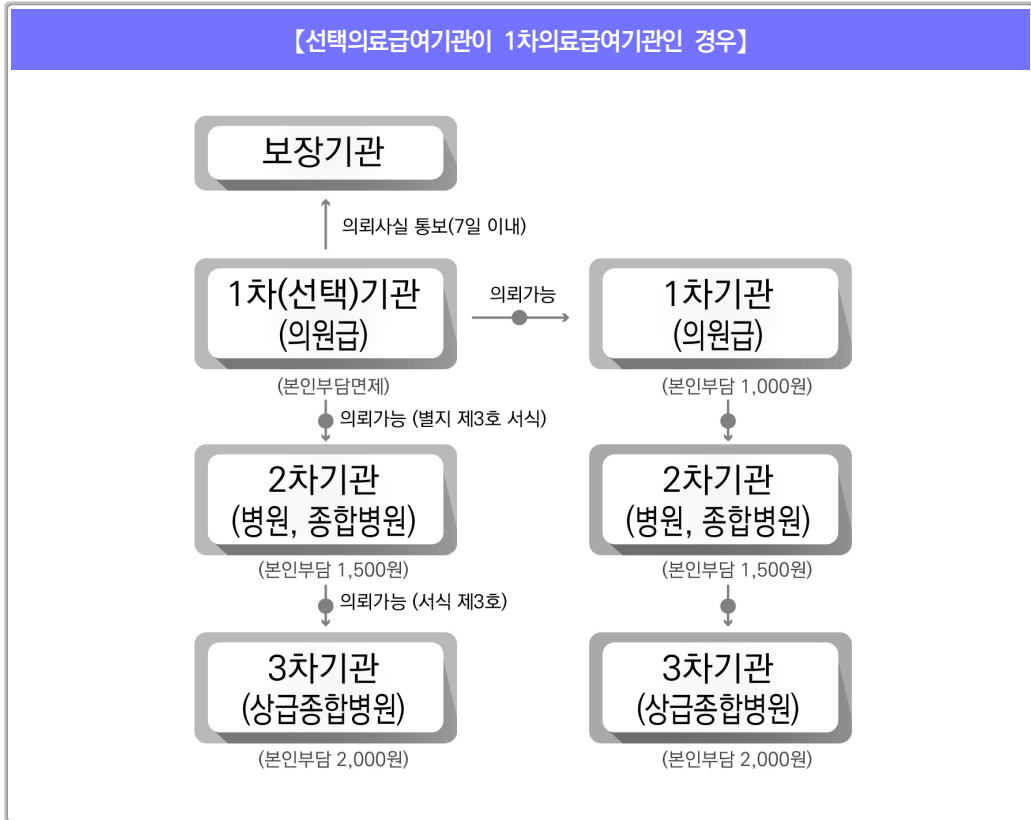 【선택의료급여기관이 1차의료급여기관인 경우】
보장기관
의뢰사실 통보(7일 이내)
1차(선택)기관
(의원급)
의뢰가능
1차기관
(의원급)
(본인부담면제)
(본인부담 1,000원)
의뢰가능 (별지 제3호 서식)
2차기관
(병원, 종합병원)
2차기관
(병원, 종합병원)
(본인부담 1,500원)
(본인부담 1,500원)
의뢰가능 (서식 제3호)
3차기관
(상급종합병원)
3차기관
(상급종합병원)
(본인부담 2,000원)
(본인부담 2,000원)